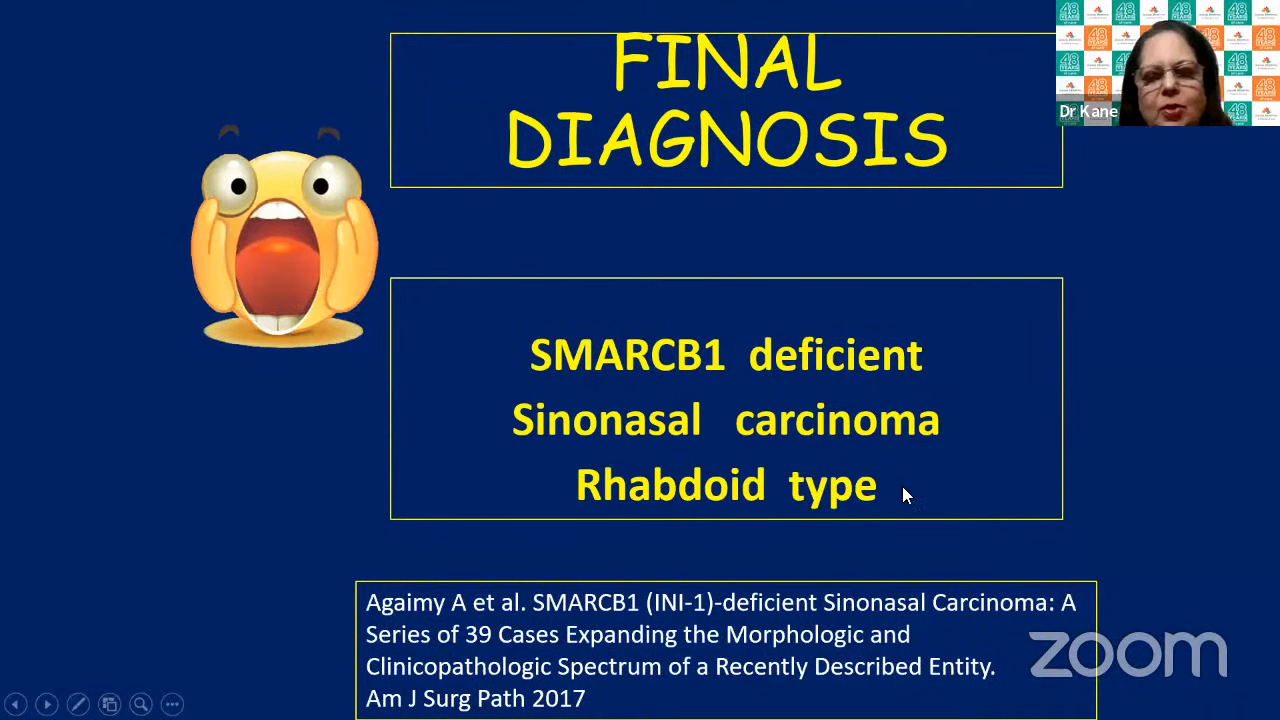 FINAL
DIAGNOSIS
Dr Kane
SMARCB1 deficient
Sinonasal carcinoma
Rhabdoid type
Agaimy A et al. SMARCB1 (INI-1)-deficient Sinonasal Carcinoma: A
Series of 39 Cases Expanding the Morphologic and
Clinicopathologic Spectrum of a Recently Described Entity.
Am J Surg Path 2017
zoom